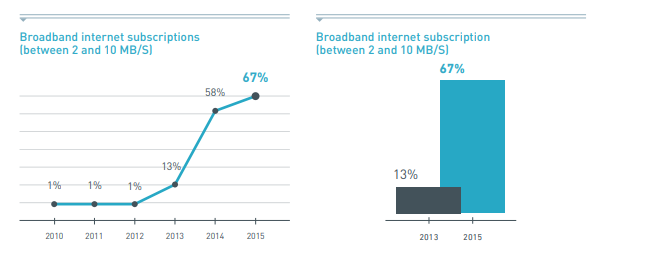 Broadband internet subscriptions
(between 2 and 10 MB/S)
67%
58%
13%
1%
1%
1%
2010 2011 2012 2013 2014 2015
Broadband internet subscription
(between 2 and 10 MB/S)
67%
13%
2013 2015